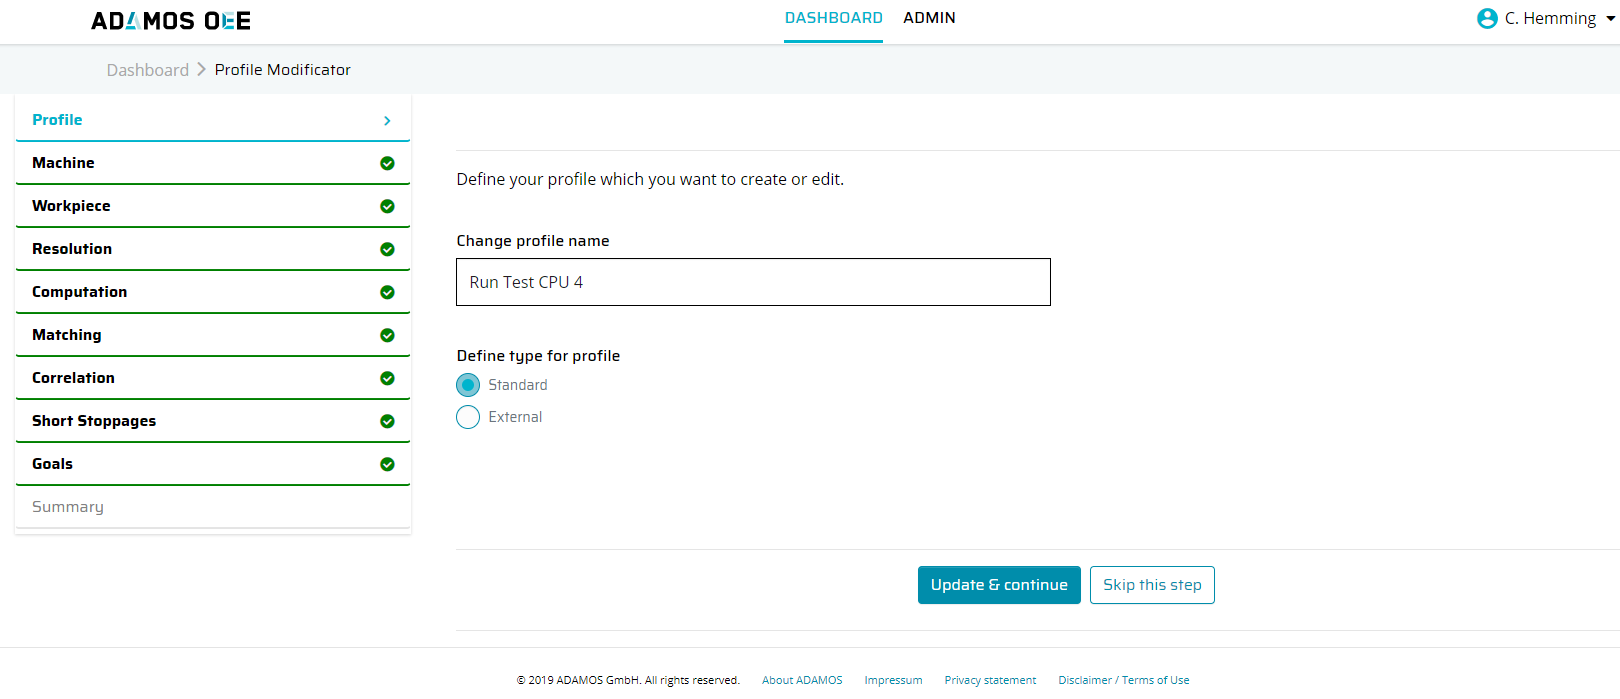 ADAMOS OEE
DASHBOARD ADMIN
C. Hemming
Dashboard Profile Modificator
Profile
Machine
Workpiece
Resolution
Computation
Matching
Correlation
Short Stoppages
Goals
Summary
Define your profile which you want to create or edit.
Change profile name
Run Test CPU 4
Define type for profile
Standard
External
Update & continue Skip this step
© 2019 ADAMOS GmbH. All rights reserved. About ADAMOS Impressum Privacy statement Disclaimer / Terms of Use